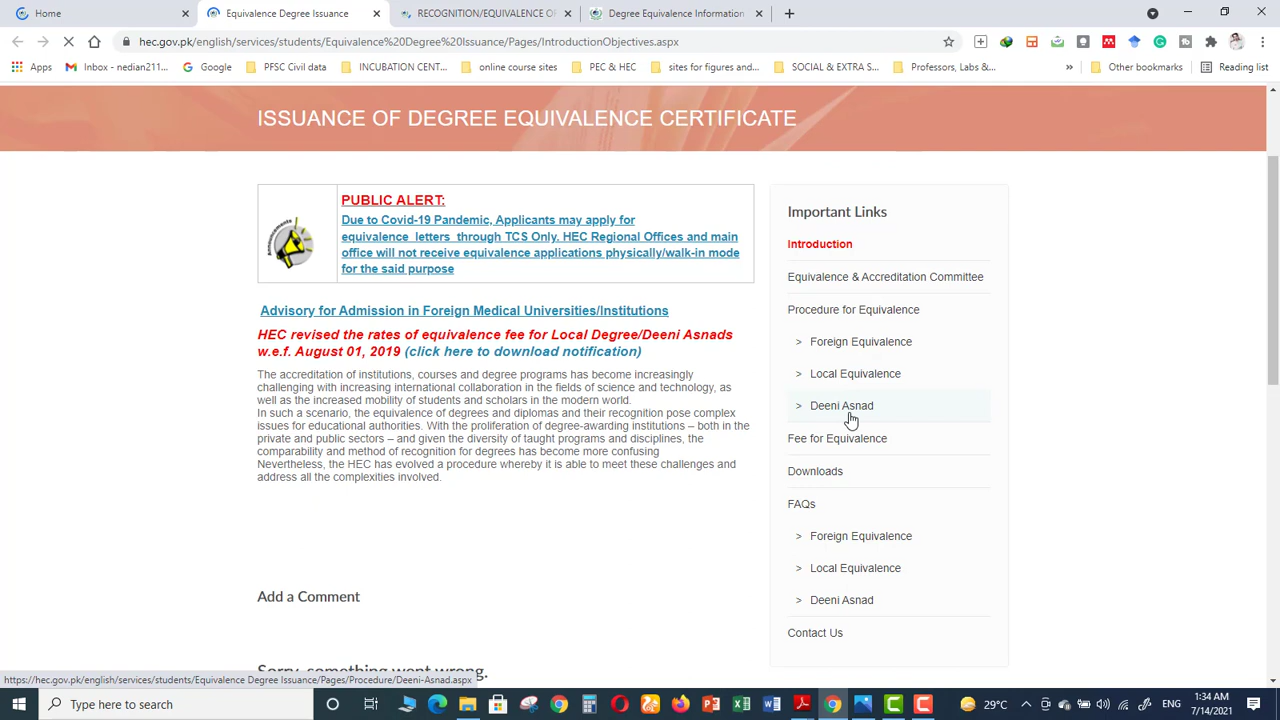 Home
Equivalence Degree Issuance
RECOGNITION/EQUIVALENCE OF
Degree Equivalence Information
hec.gov.pk/english/services/students/Equivalence%20Degree%20Issuance/Pages/IntroductionObjectives.aspx
Apps
Inbox - nedian211...
Google
PFSC Civil data
INCUBATION CENT...
online course sites
PEC & HEC
sites for figures and...
SOCIAL & EXTRA S...
Professors, Labs &...
»
Other bookmarks
Reading list
ISSUANCE OF DEGREE EQUIVALENCE CERTIFICATE
PUBLIC ALERT:
Due to Covid-19 Pandemic, Applicants may apply for
equivalence letters through TCS Only. HEC Regional Offices and main
office will not receive equivalence applications physically/walk-in mode
for the said purpose
Advisory for Admission in Foreign Medical Universities/Institutions
HEC revised the rates of equivalence fee for Local Degree/Deeni Asnads
w.e.f. August 01, 2019 (click here to download notification)
The accreditation of institutions, courses and degree programs has become increasingly
challenging with increasing international collaboration in the fields of science and technology, as
well as the increased mobility of students and scholars in the modern world.
In such a scenario, the equivalence of degrees and diplomas and their recognition pose complex
issues for educational authorities. With the proliferation of degree-awarding institutions – both in the
private and public sectors – and given the diversity of taught programs and disciplines, the
comparability and method of recognition for degrees has become more confusing
Nevertheless, the HEC has evolved a procedure whereby it is able to meet these challenges and
address all the complexities involved.
Add a Comment
Sorry, something went wrong.
Important Links
Introduction
Equivalence & Accreditation Committee
Procedure for Equivalence
> Foreign Equivalence
> Local Equivalence
> Deeni Asnad
Fee for Equivalence
Downloads
FAQs
> Foreign Equivalence
> Local Equivalence
> Deeni Asnad
Contact Us
https://hec.gov.pk/english/services/students/Equivalence Degree Issuance/Pages/Procedure/Deeni-Asnad.aspx
Type here to search
29°C
ENG
1:34 AM
7/14/2021